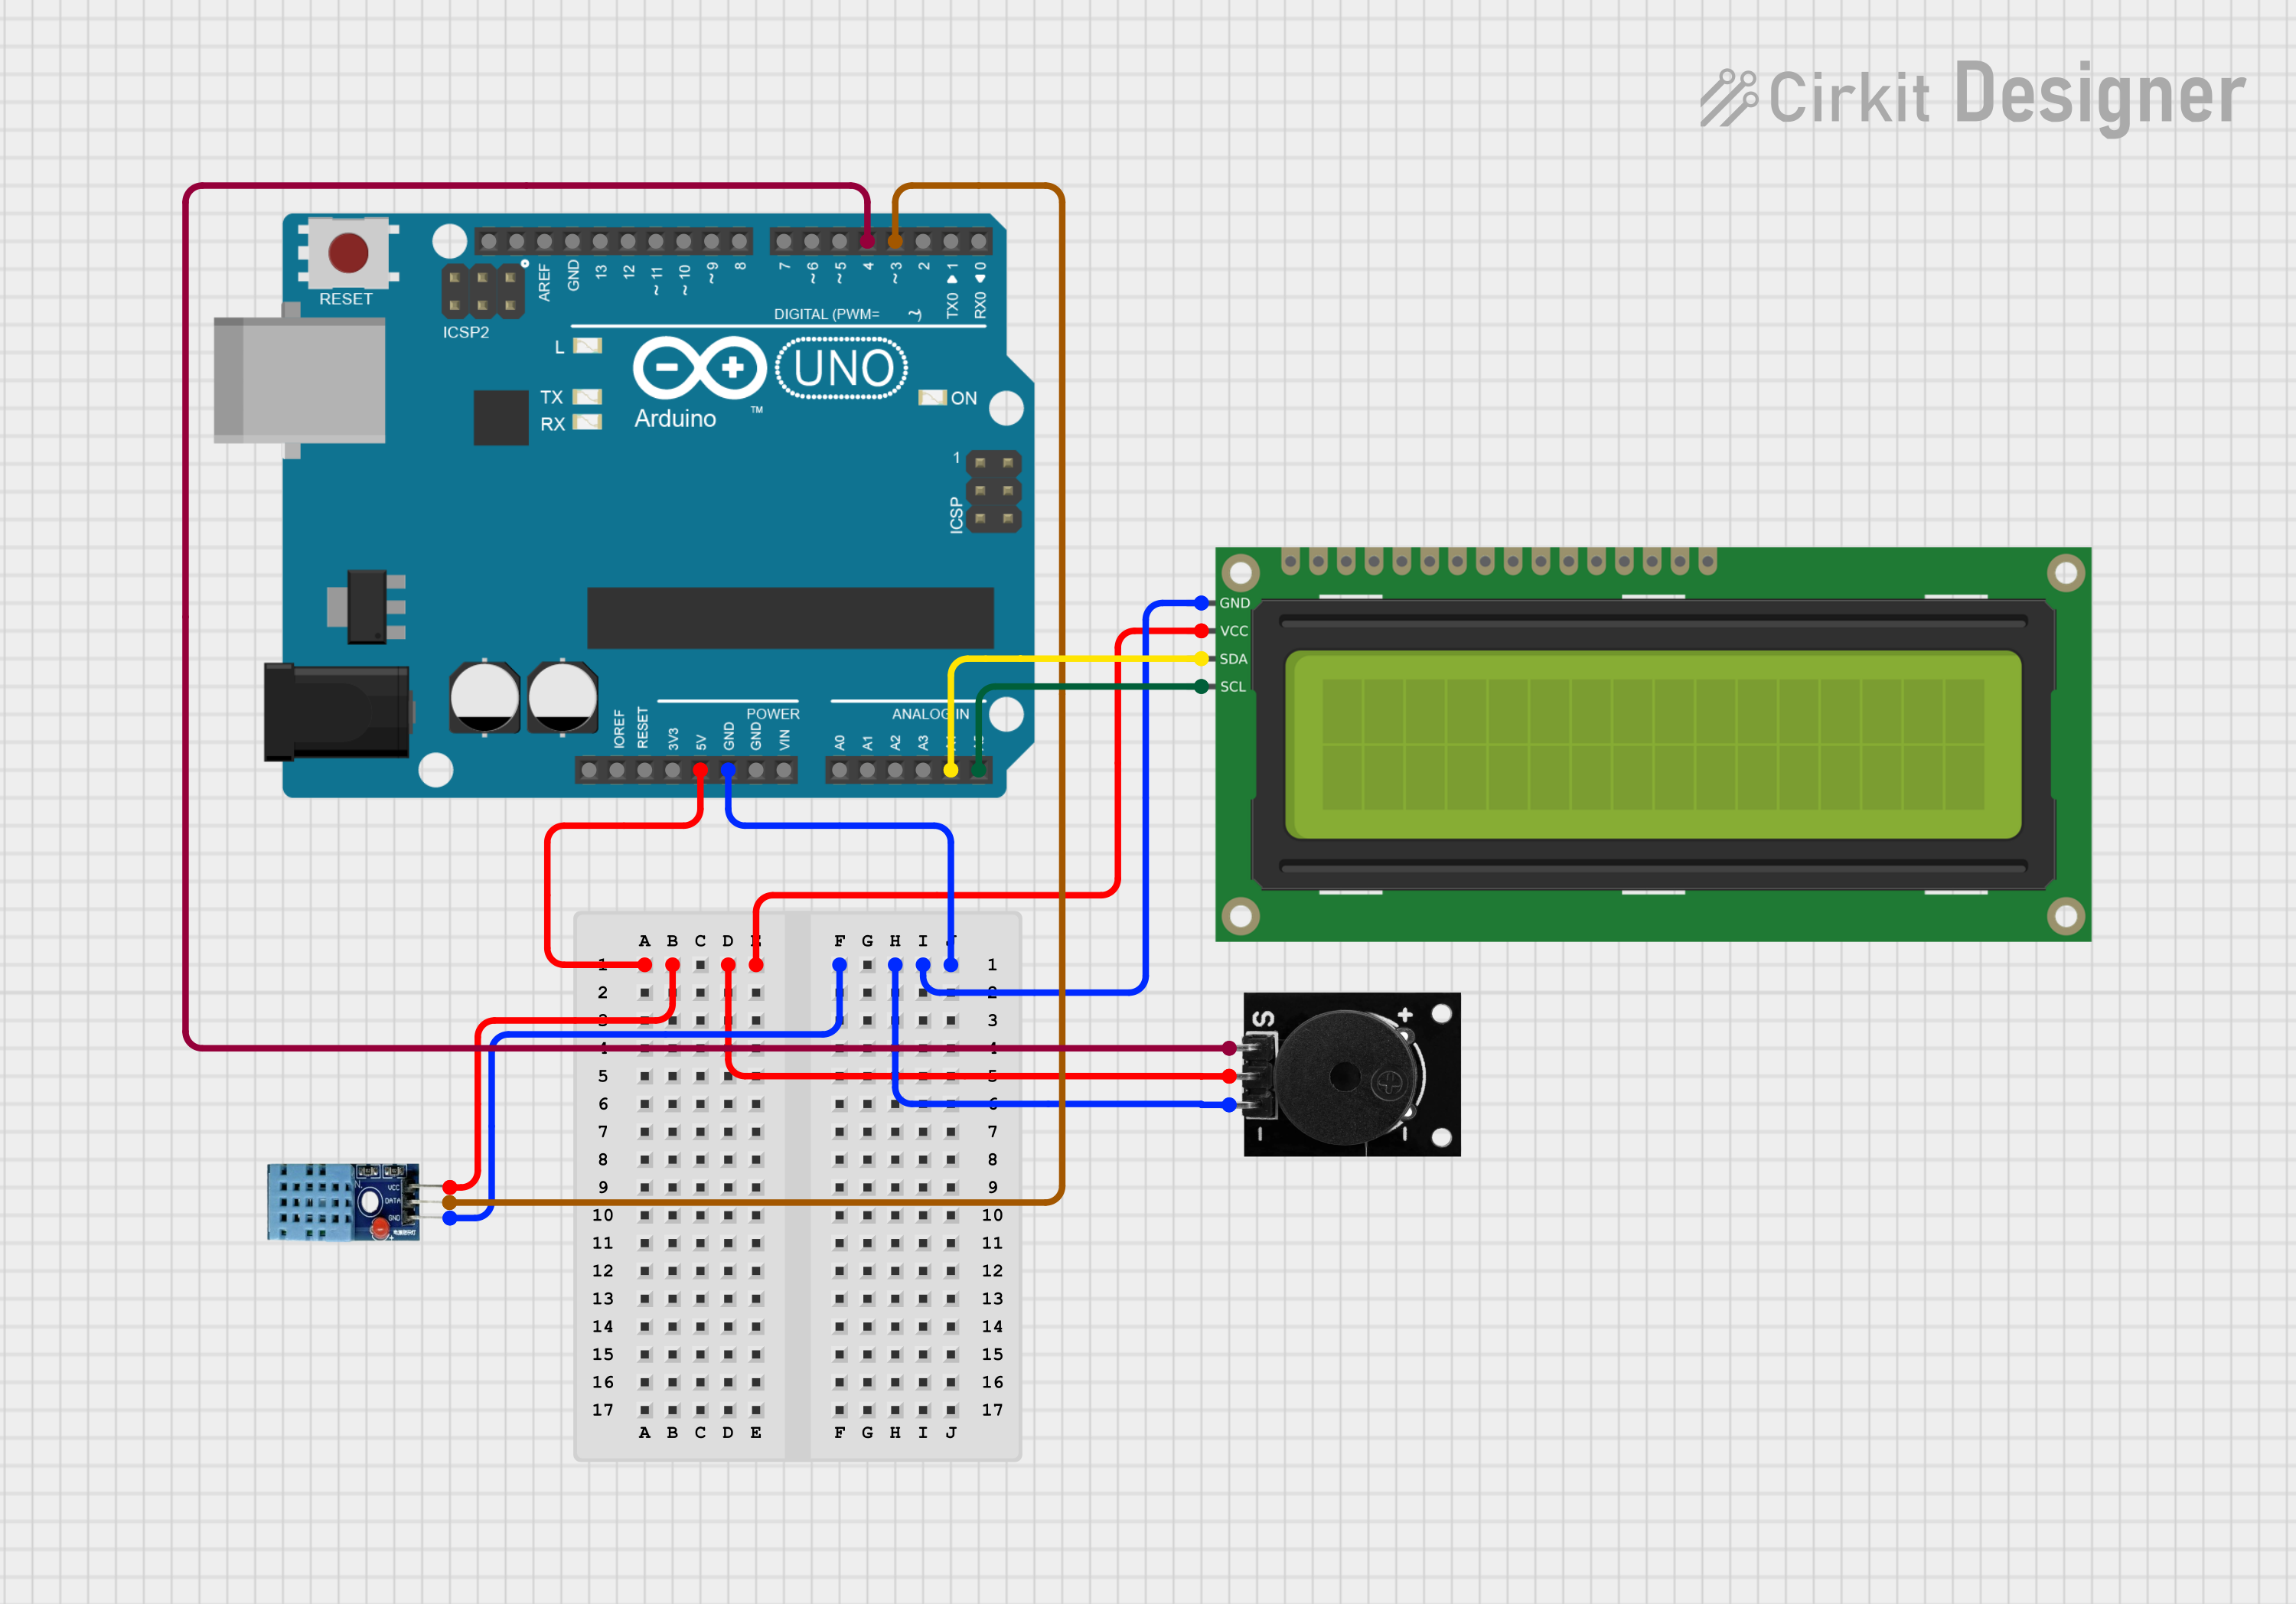 Cirkit Designer
RESET
ICSP2
AREF
GND
13
12
~11
~10
~9
8
7
~6
~5
4
~3
2
TX0 1
RX0 0
DIGITAL (PWM= ~)
L
TX
RX
UNO
Arduino
TM
ON
1
ICSP
IOREF
RESET
3V3
5V
GND
GND
VIN
POWER
A0
A1
A2
A3
ANALOG IN
GND
VCC
SDA
SCL
A B C D E F G H I J
1 1
2 2
3 3
4 4
5 5
6 6
7 7
8 8
9 9
10 10
11 11
12 12
13 13
14 14
15 15
16 16
17 17
A B C D E F G H I J
S
+
VCC
DATA
GND